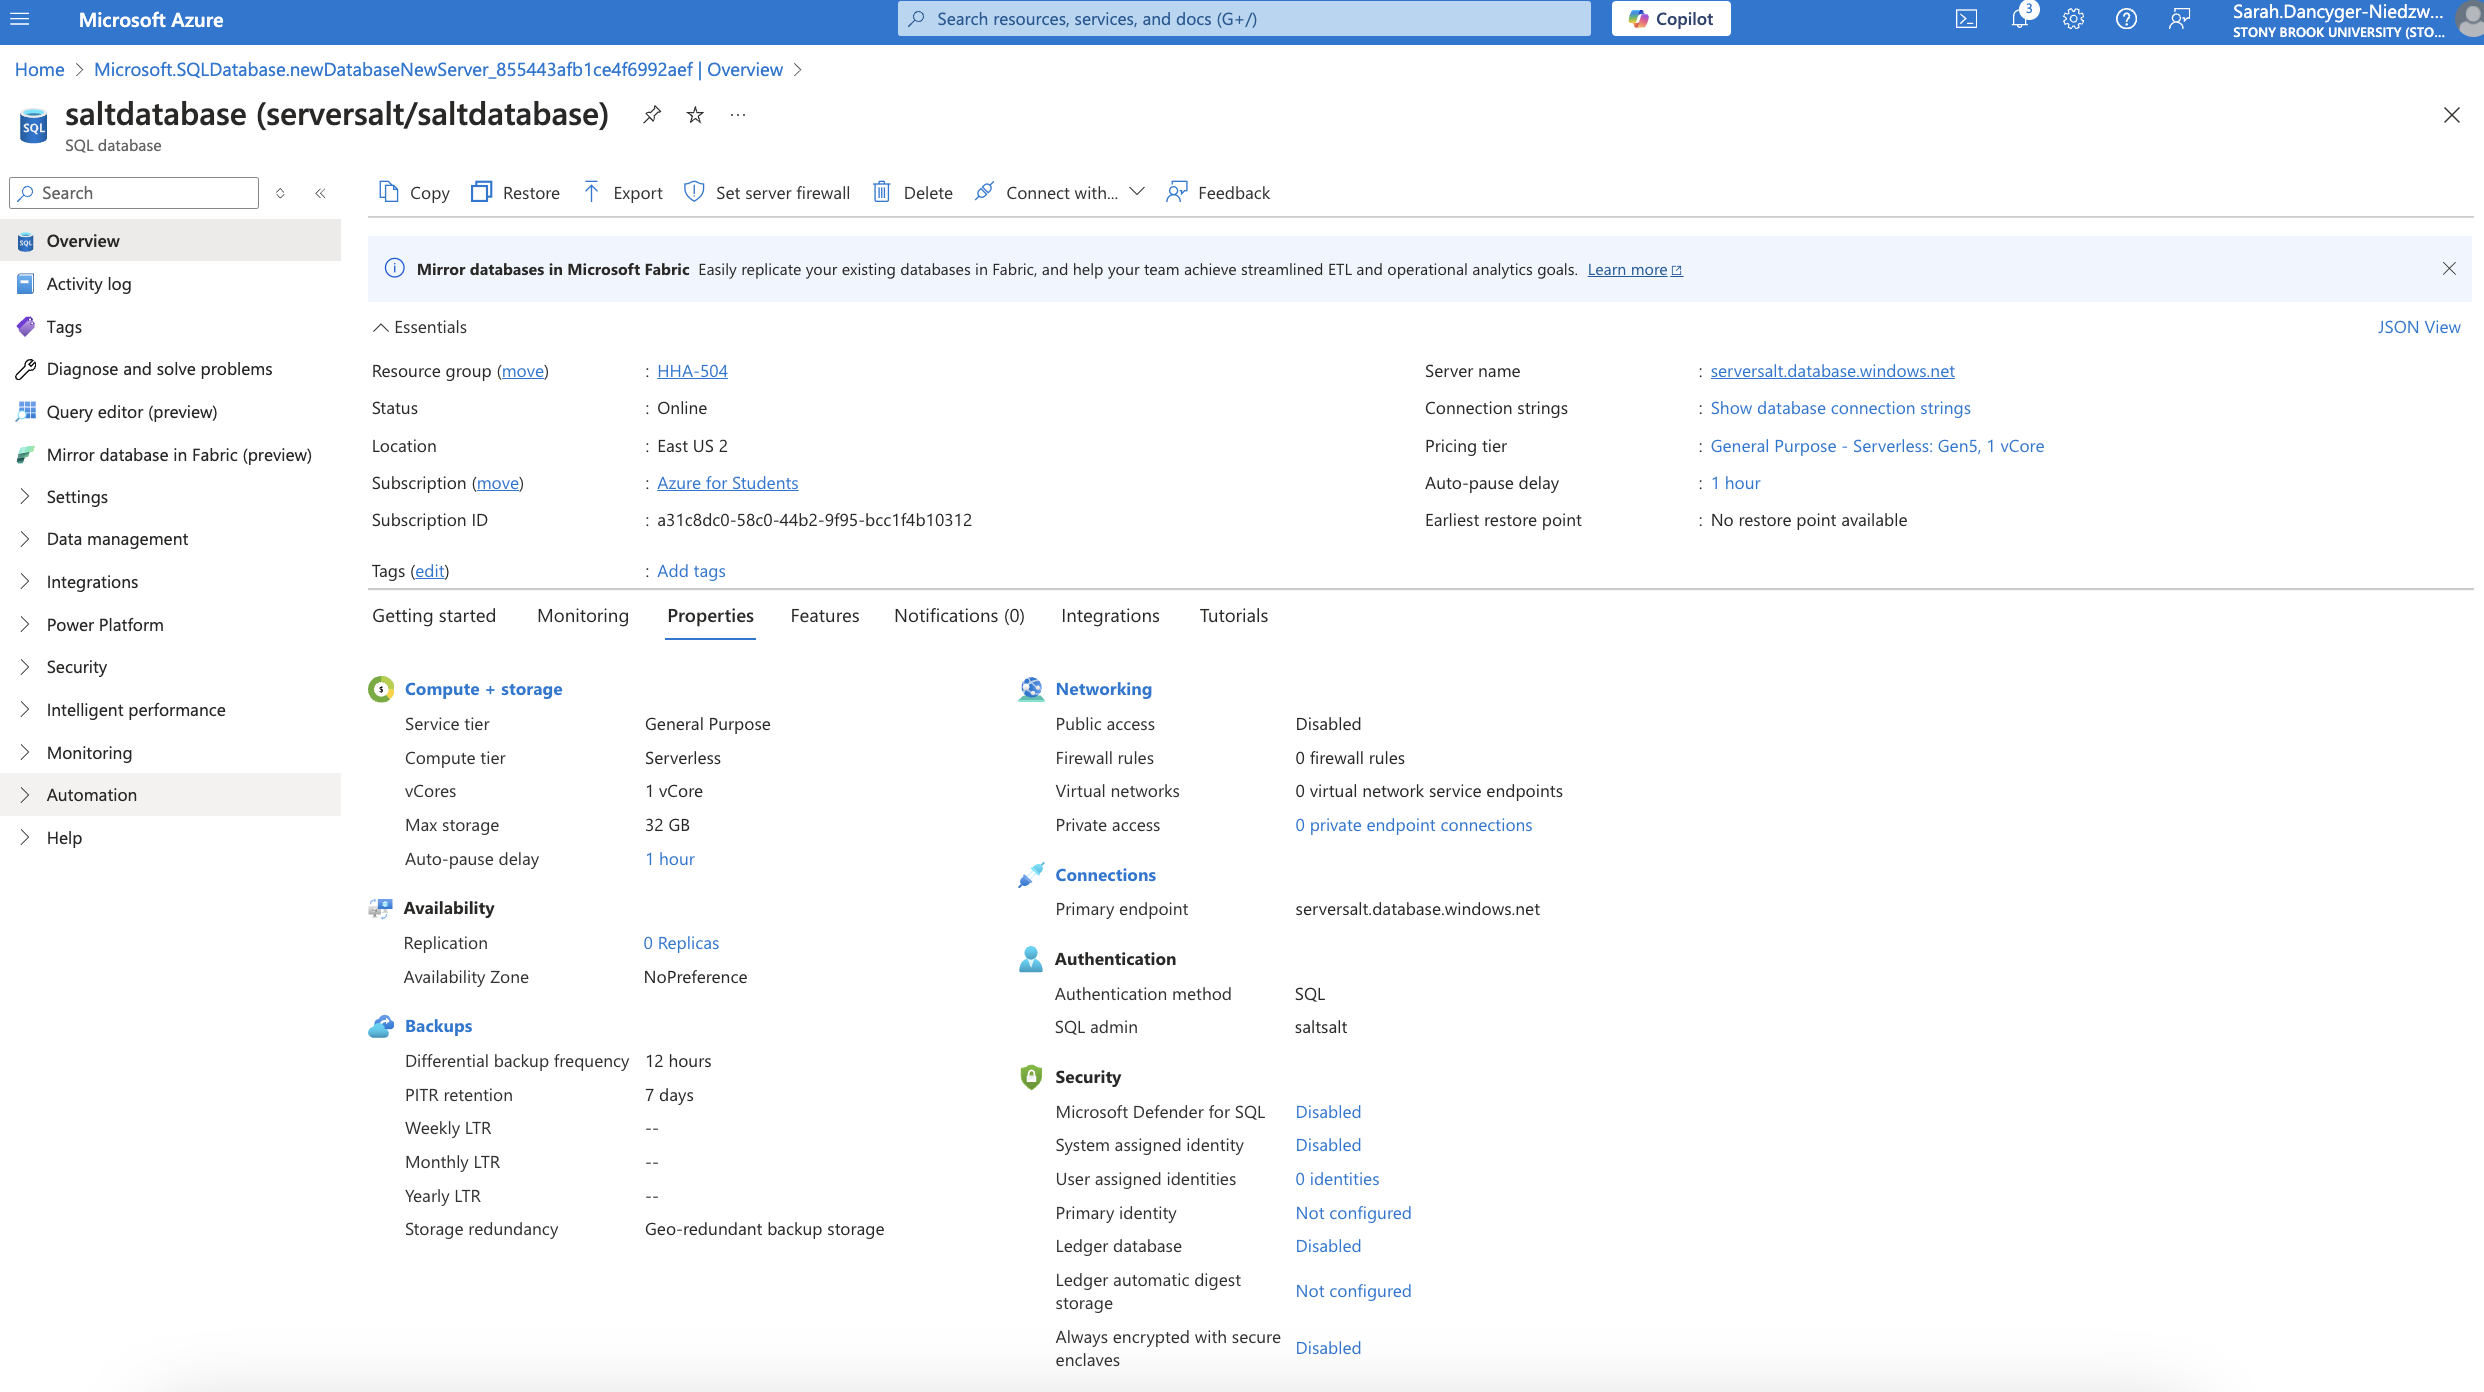 Microsoft Azure
Search resources, services, and docs (G+/)
Copilot
3
Sarah.Dancyger-Niedzw...
STONY BROOK UNIVERSITY (STO...
Home > Microsoft.SQLDatabase.newDatabaseNewServer_855443afb1ce4f6992aef | Overview >
SQL
saltdatabase (serversalt/saltdatabase)
SQL database
Search
Copy
Restore
Export
Set server firewall
Delete
Connect with...
Feedback
Overview
Activity log
Tags
Diagnose and solve problems
Query editor (preview)
Mirror database in Fabric (preview)
Settings
Data management
Integrations
Power Platform
Security
Intelligent performance
Monitoring
Automation
Help
Mirror databases in Microsoft Fabric Easily replicate your existing databases in Fabric, and help your team achieve streamlined ETL and operational analytics goals. Learn more
Essentials
JSON View
Resource group (move) : HHA-504
Status : Online
Location : East US 2
Subscription (move) : Azure for Students
Subscription ID : a31c8dc0-58c0-44b2-9f95-bcc1f4b10312
Tags (edit) : Add tags
Server name : serversalt.database.windows.net
Connection strings : Show database connection strings
Pricing tier : General Purpose - Serverless: Gen5, 1 vCore
Auto-pause delay : 1 hour
Earliest restore point : No restore point available
Getting started Monitoring Properties Features Notifications (0) Integrations Tutorials
Compute + storage
Service tier General Purpose
Compute tier Serverless
vCores 1 vCore
Max storage 32 GB
Auto-pause delay 1 hour
Availability
Replication 0 Replicas
Availability Zone NoPreference
Backups
Differential backup frequency 12 hours
PITR retention 7 days
Weekly LTR --
Monthly LTR --
Yearly LTR --
Storage redundancy Geo-redundant backup storage
Networking
Public access Disabled
Firewall rules 0 firewall rules
Virtual networks 0 virtual network service endpoints
Private access 0 private endpoint connections
Connections
Primary endpoint serversalt.database.windows.net
Authentication
Authentication method SQL
SQL admin saltsalt
Security
Microsoft Defender for SQL Disabled
System assigned identity Disabled
User assigned identities 0 identities
Primary identity Not configured
Ledger database Disabled
Ledger automatic digest
storage Not configured
Always encrypted with secure
enclaves Disabled